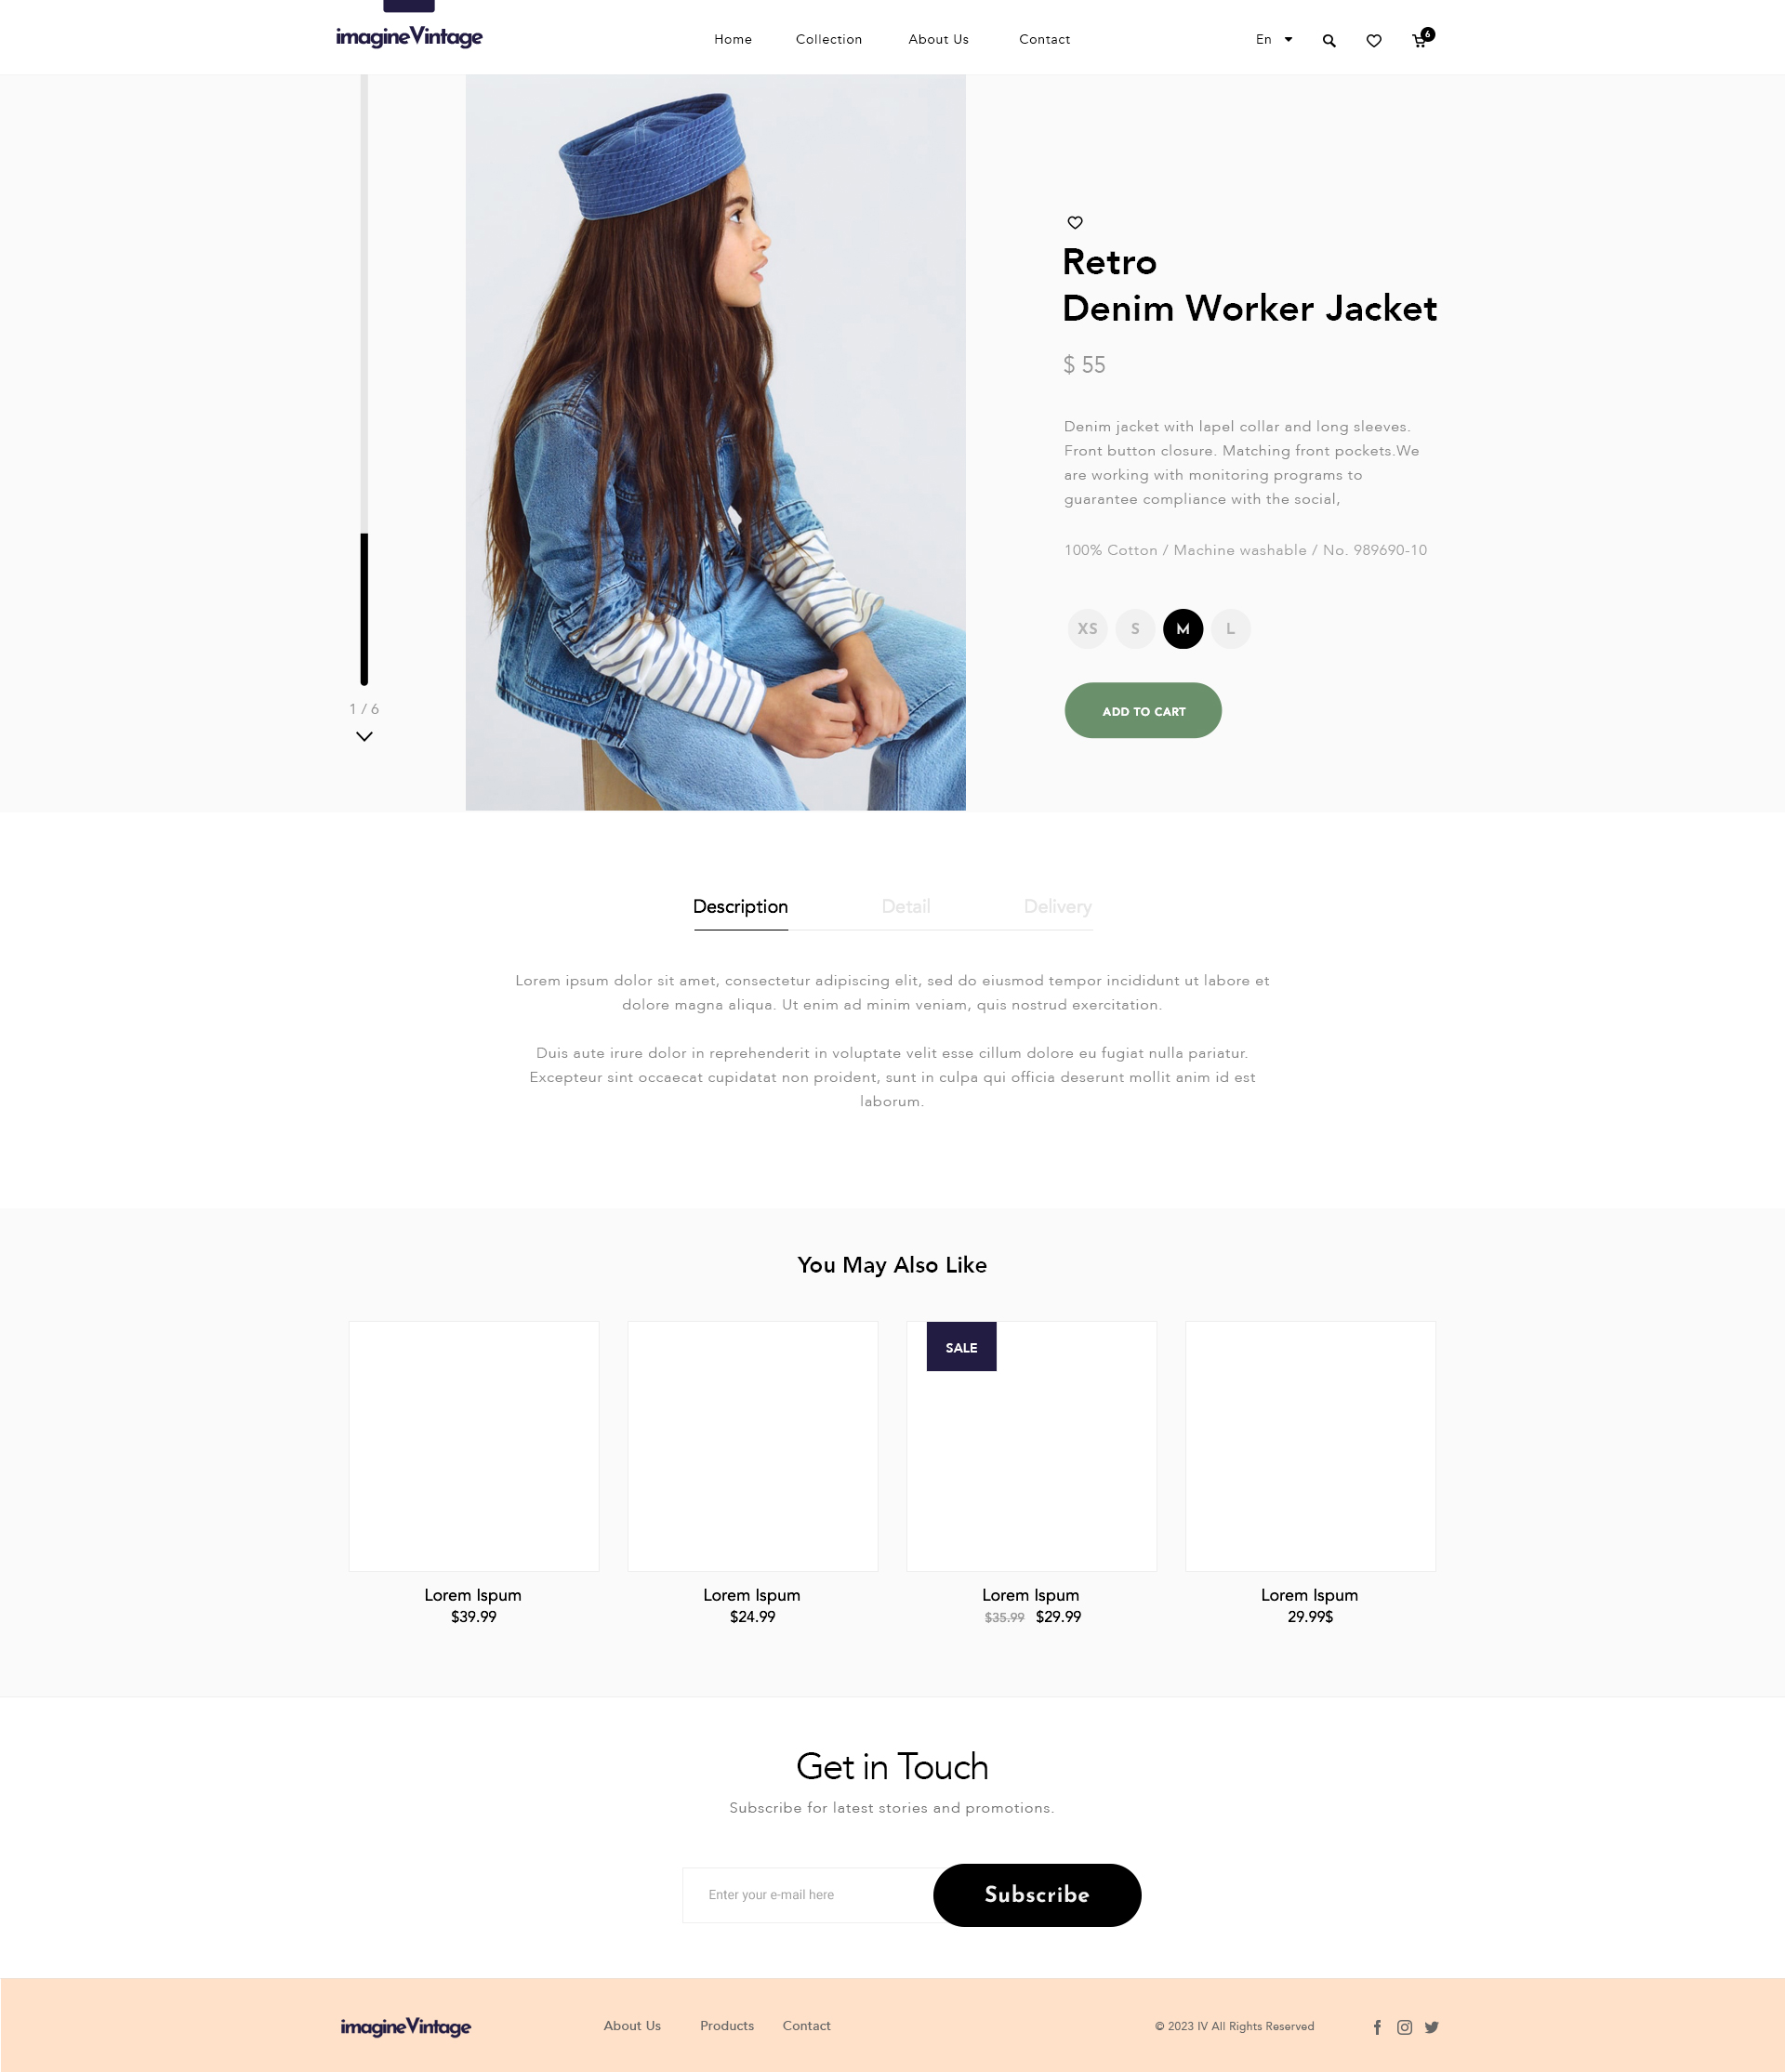 imagineVintage
Home Collection About Us Contact En 6
Retro
Denim Worker Jacket
$ 55
Denim jacket with lapel collar and long sleeves.
Front button closure. Matching front pockets.We
are working with monitoring programs to
guarantee compliance with the social,
100% Cotton / Machine washable / No. 989690-10
XS S M L
ADD TO CART
1 / 6
Description Detail Delivery
Lorem ipsum dolor sit amet, consectetur adipiscing elit, sed do eiusmod tempor incididunt ut labore et
dolore magna aliqua. Ut enim ad minim veniam, quis nostrud exercitation.
Duis aute irure dolor in reprehenderit in voluptate velit esse cillum dolore eu fugiat nulla pariatur.
Excepteur sint occaecat cupidatat non proident, sunt in culpa qui officia deserunt mollit anim id est
laborum.
You May Also Like
SALE
Lorem Ispum
$39.99
Lorem Ispum
$24.99
Lorem Ispum
$35.99 $29.99
Lorem Ispum
29.99$
Get in Touch
Subscribe for latest stories and promotions.
Enter your e-mail here
Subscribe
imagineVintage
About Us Products Contact © 2023 IV All Rights Reserved